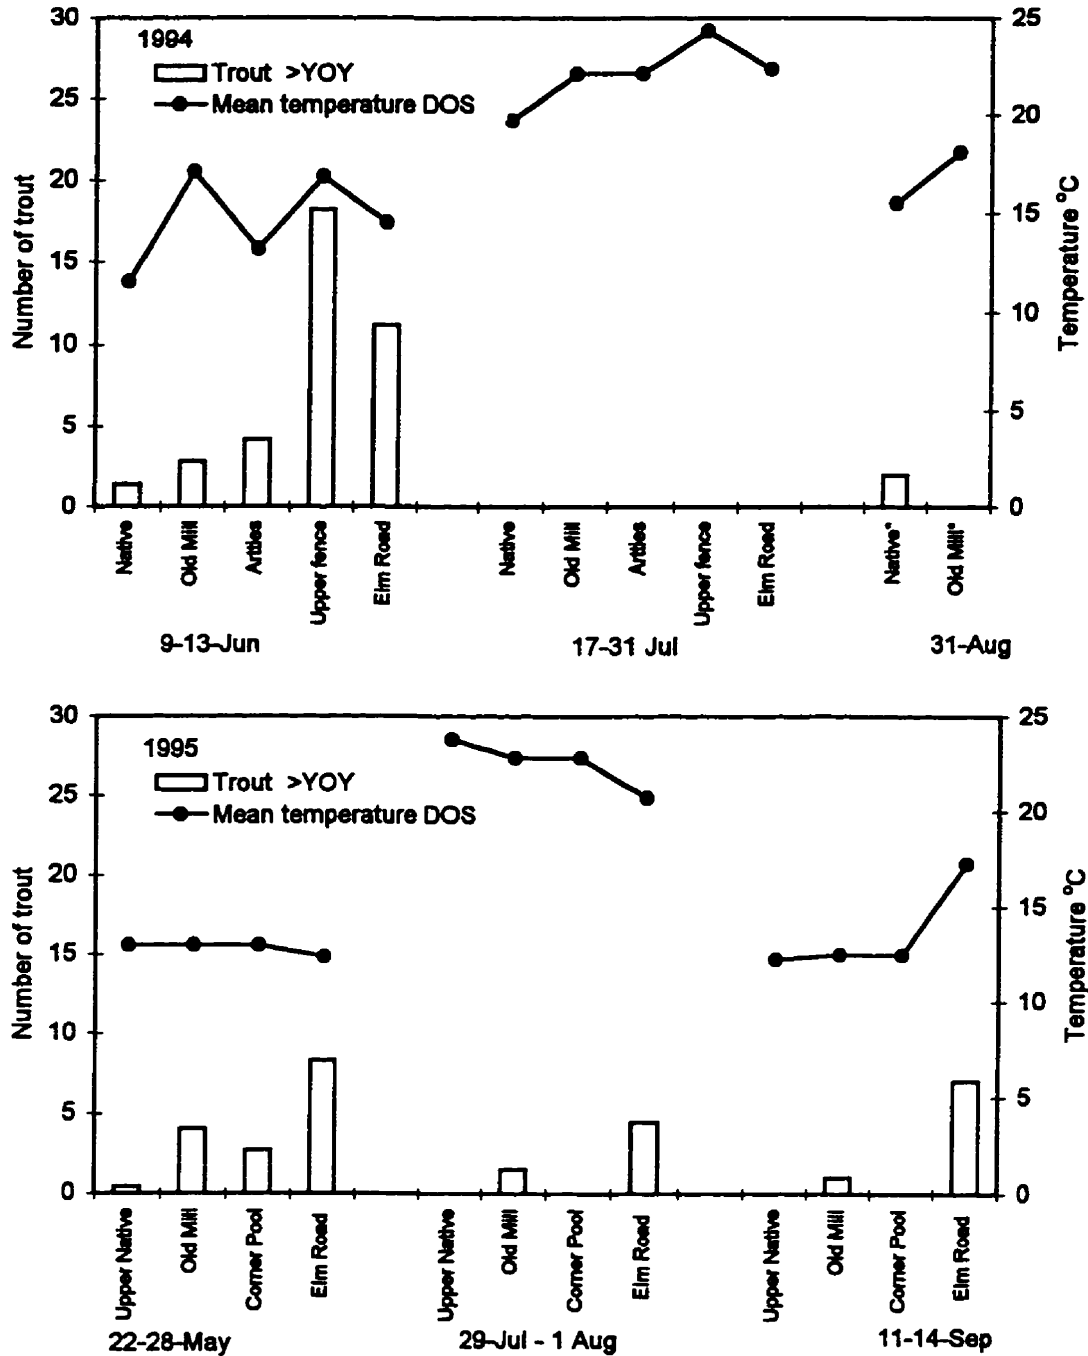 1994
Trout >YOY
Mean temperature DOS
Number of trout
30
25
20
15
10
5
0
Temperature °C
25
20
15
10
5
0
Native
Old Mill
Artties
Upper fence
Elm Road
Native
Old Mill
Artties
Upper fence
Elm Road
Native*
Old Mill*
9-13-Jun
17-31 Jul
31-Aug
1995
Trout >YOY
Mean temperature DOS
Number of trout
30
25
20
15
10
5
0
Temperature °C
25
20
15
10
5
0
Upper Native
Old Mill
Corner Pool
Elm Road
Upper Native
Old Mill
Corner Pool
Elm Road
Upper Native
Old Mill
Corner Pool
Elm Road
22-28-May
29-Jul - 1 Aug
11-14-Sep